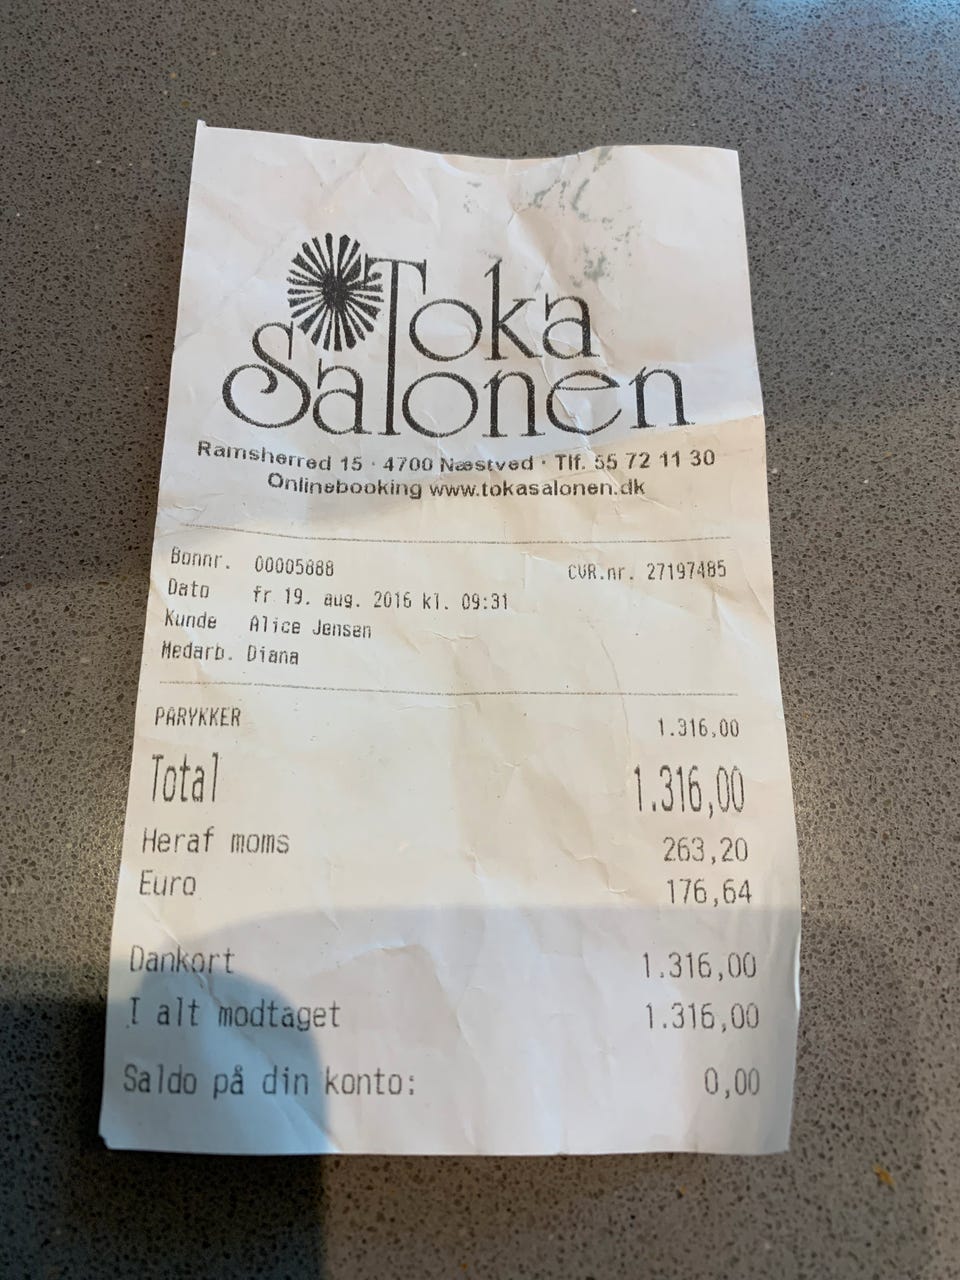 Toka
Salonen
Ramsherred 15 · 4700 Næstved · Tlf. 55 72 11 30
Onlinebooking www.tokasalonen.dk
Bonnr. 00005888 CVR.nr. 27197485
Dato fr 19. aug. 2016 kl. 09:31
Kunde Alice Jensen
Medarb. Diana
PARYKKER 1.316,00
Total 1.316,00
Heraf moms 263,20
Euro 176,64
Dankort 1.316,00
I alt modtaget 1.316,00
Saldo på din konto: 0,00